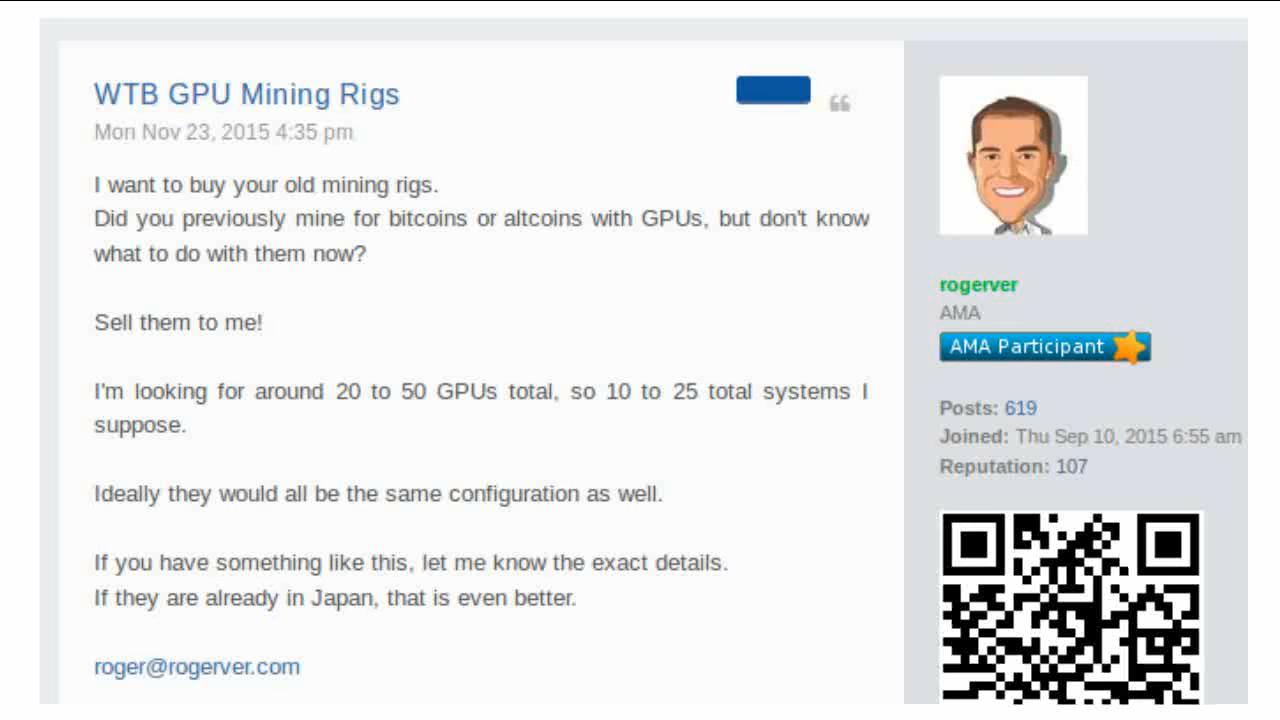 WTB GPU Mining Rigs
Mon Nov 23, 2015 4:35 pm
I want to buy your old mining rigs.
Did you previously mine for bitcoins or altcoins with GPUs, but don't know
what to do with them now?
Sell them to me!
I'm looking for around 20 to 50 GPUs total, so 10 to 25 total systems I
suppose.
Ideally they would all be the same configuration as well.
If you have something like this, let me know the exact details.
If they are already in Japan, that is even better.
roger@rogerver.com
rogerver
AMA
AMA Participant
Posts: 619
Joined: Thu Sep 10, 2015 6:55 am
Reputation: 107